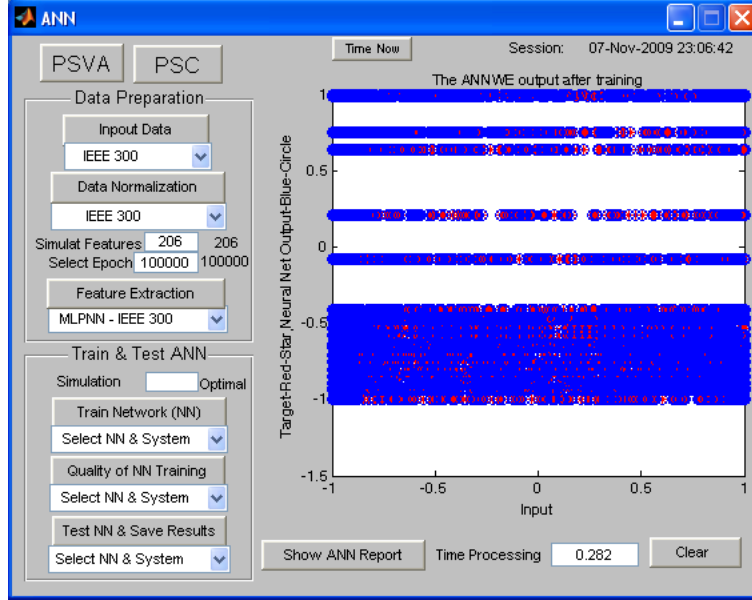 ANN
PSVA PSC
Time Now Session: 07-Nov-2009 23:06:42
Data Preparation
Inpout Data
IEEE 300
Data Normalization
IEEE 300
Simulat Features 206 206
Select Epoch 100000 100000
Feature Extraction
MLPNN - IEEE 300
Train & Test ANN
Simulation Optimal
Train Network (NN)
Select NN & System
Quality of NN Training
Select NN & System
Test NN & Save Results
Select NN & System
The ANNWE output after training
Target-Red-Star,Neural Net Output-Blue-Circle
1
0.5
0
-0.5
-1
-1.5
-1 -0.5 0 0.5 1
Input
Show ANN Report Time Processing 0.282 Clear